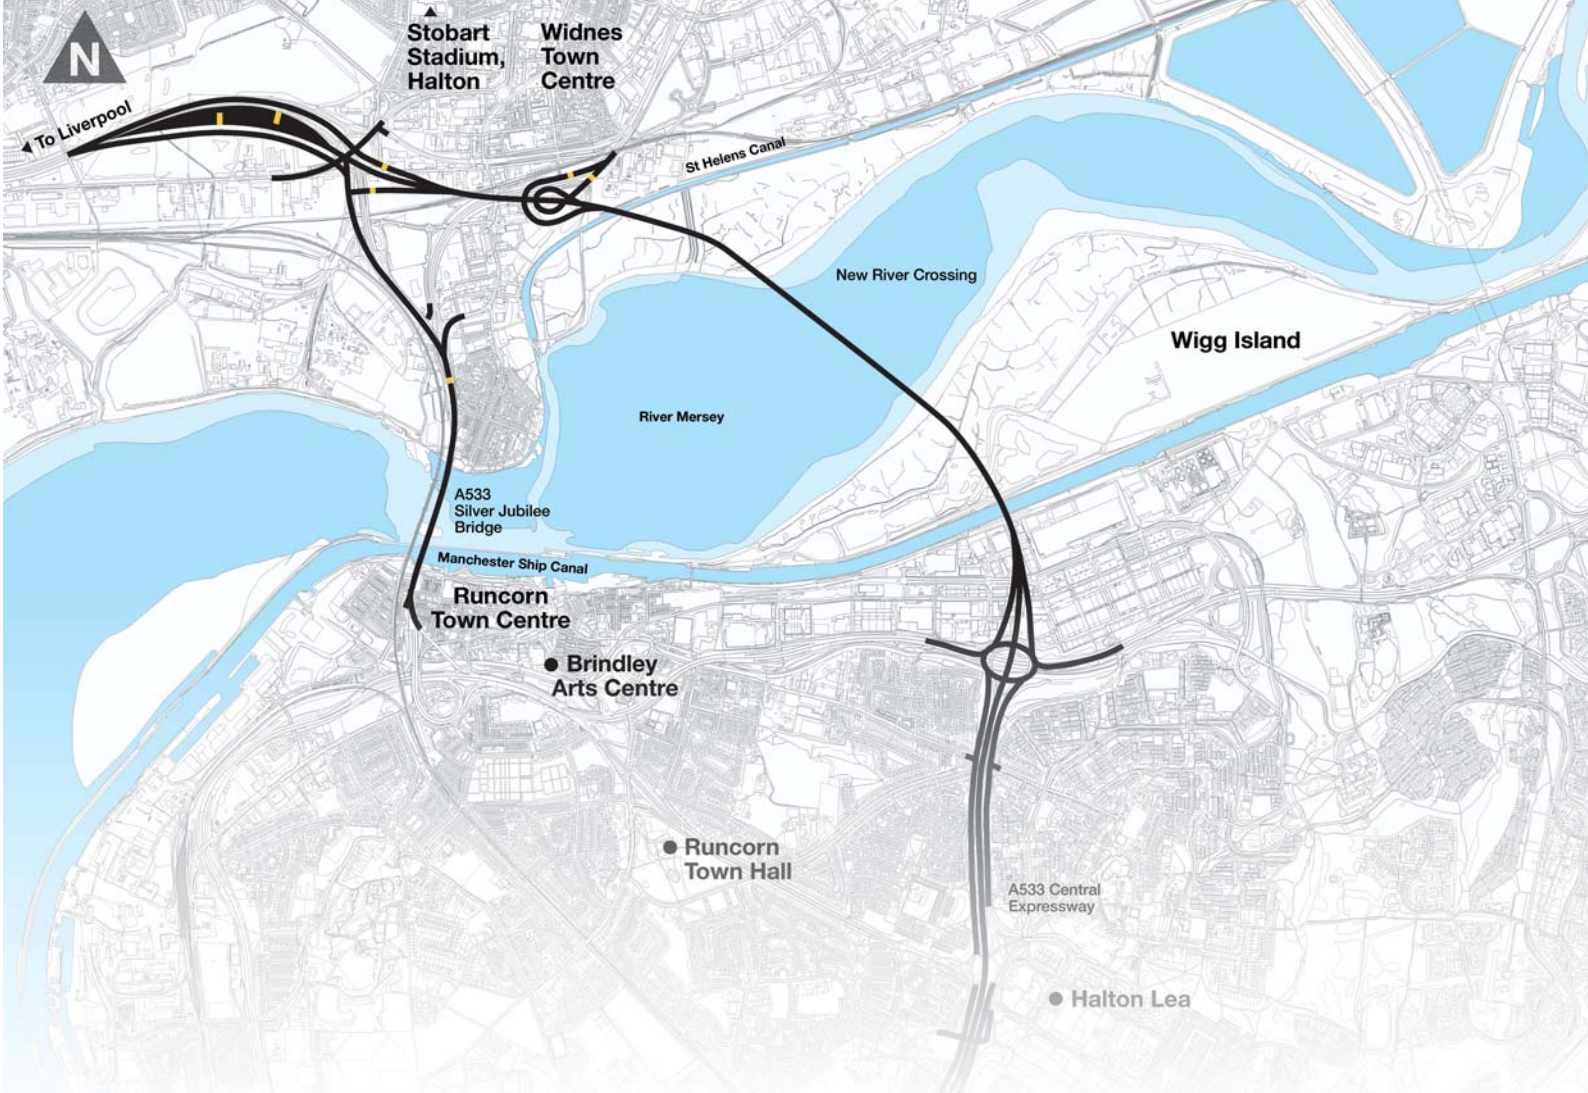 N
Stobart
Stadium,
Halton
Widnes
Town
Centre
To Liverpool
St Helens Canal
New River Crossing
Wigg Island
River Mersey
A533
Silver Jubilee
Bridge
Manchester Ship Canal
Runcorn
Town Centre
Brindley
Arts Centre
Runcorn
Town Hall
A533 Central
Expressway
Halton Lea